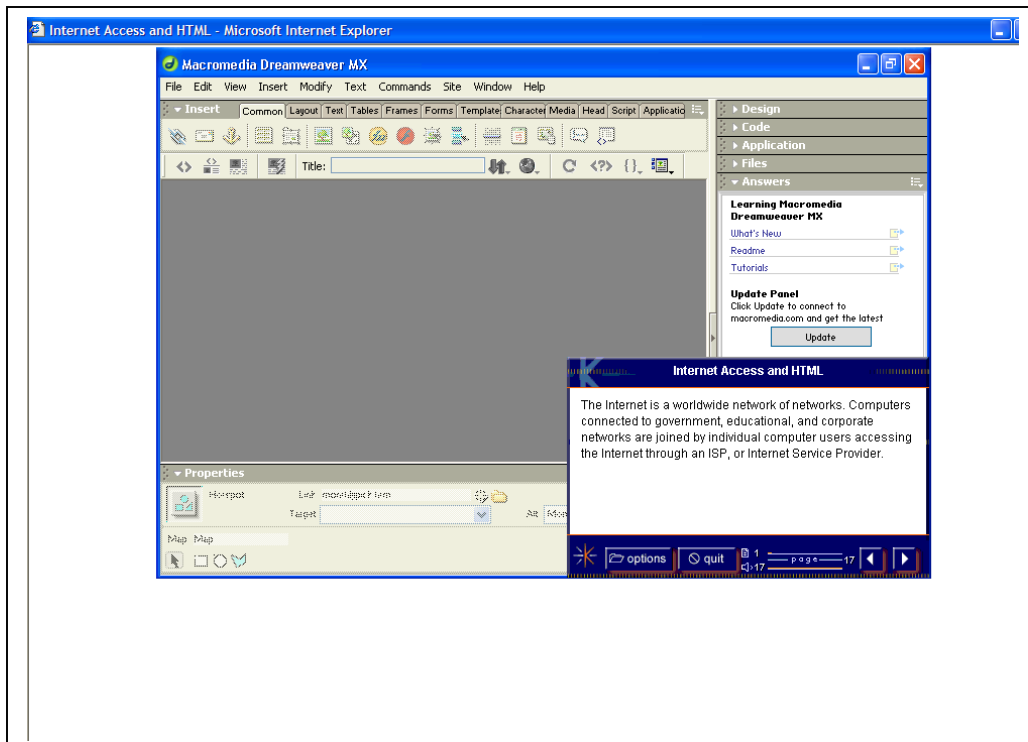 Internet Access and HTML - Microsoft Internet Explorer
Macromedia Dreamweaver MX
File Edit View Insert Modify Text Commands Site Window Help
Insert Common Layout Text Tables Frames Forms Template Character Media Head Script Applicatio
Title:
Design
Code
Application
Files
Answers
Learning Macromedia
Dreamweaver MX
What's New
Readme
Tutorials
Update Panel
Click Update to connect to
macromedia.com and get the latest
Update
Internet Access and HTML
The Internet is a worldwide network of networks. Computers
connected to government, educational, and corporate
networks are joined by individual computer users accessing
the Internet through an ISP, or Internet Service Provider.
Properties
Hotspot Link
Target Alt
Map Map
options quit 1 page 17
17